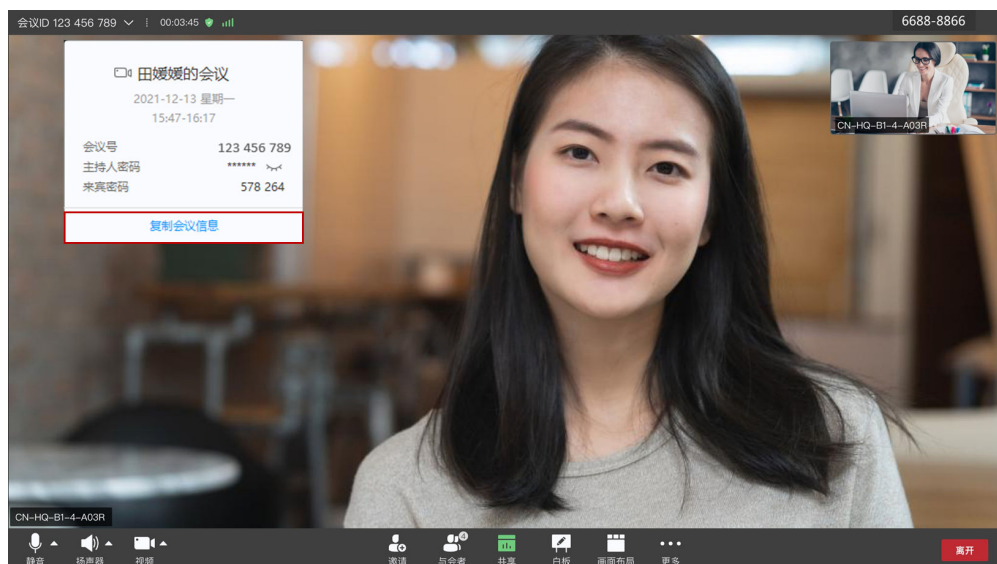 会议ID 123 456 789
00:03:45
6688-8866
田媛媛的会议
2021-12-13 星期一
15:47-16:17
会议号 123 456 789
主持人密码 ******
来宾密码 578 264
复制会议信息
CN-HQ-B1-4-A03R
CN-HQ-B1-4-A03R
静音
扬声器
视频
邀请
4
与会者
共享
白板
画面布局
更多
离开